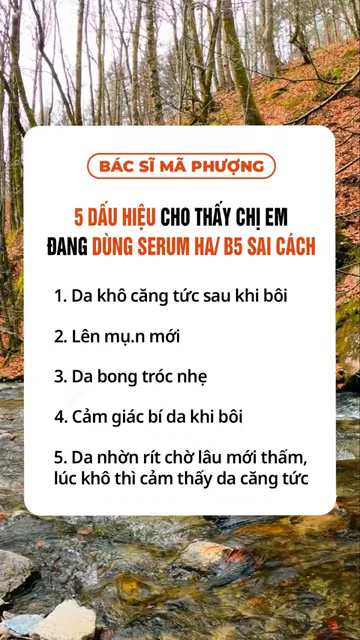 BÁC SĨ MÃ PHƯỢNG
5 DẤU HIỆU CHO THẤY CHỊ EM
ĐANG DÙNG SERUM HA/ B5 SAI CÁCH
1. Da khô căng tức sau khi bôi
2. Lên mụ.n mới
3. Da bong tróc nhẹ
4. Cảm giác bí da khi bôi
5. Da nhờn rít chờ lâu mới thấm,
lúc khô thì cảm thấy da căng tức